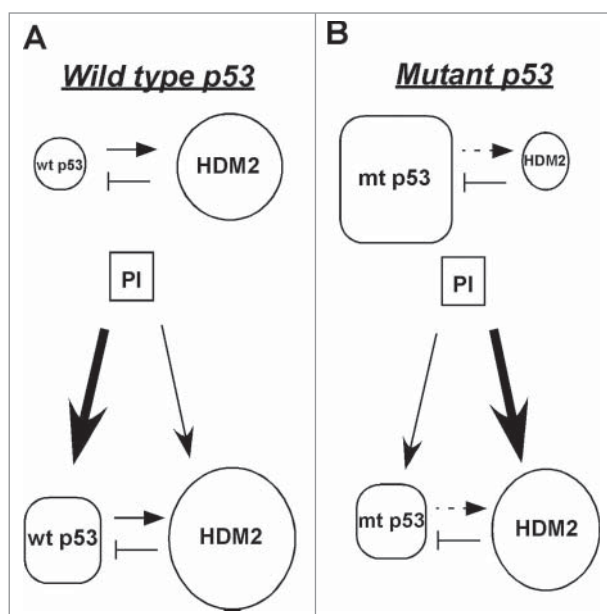 A
Wild type p53
wt p53
HDM2
PI
wt p53
HDM2
B
Mutant p53
mt p53
HDM2
PI
mt p53
HDM2